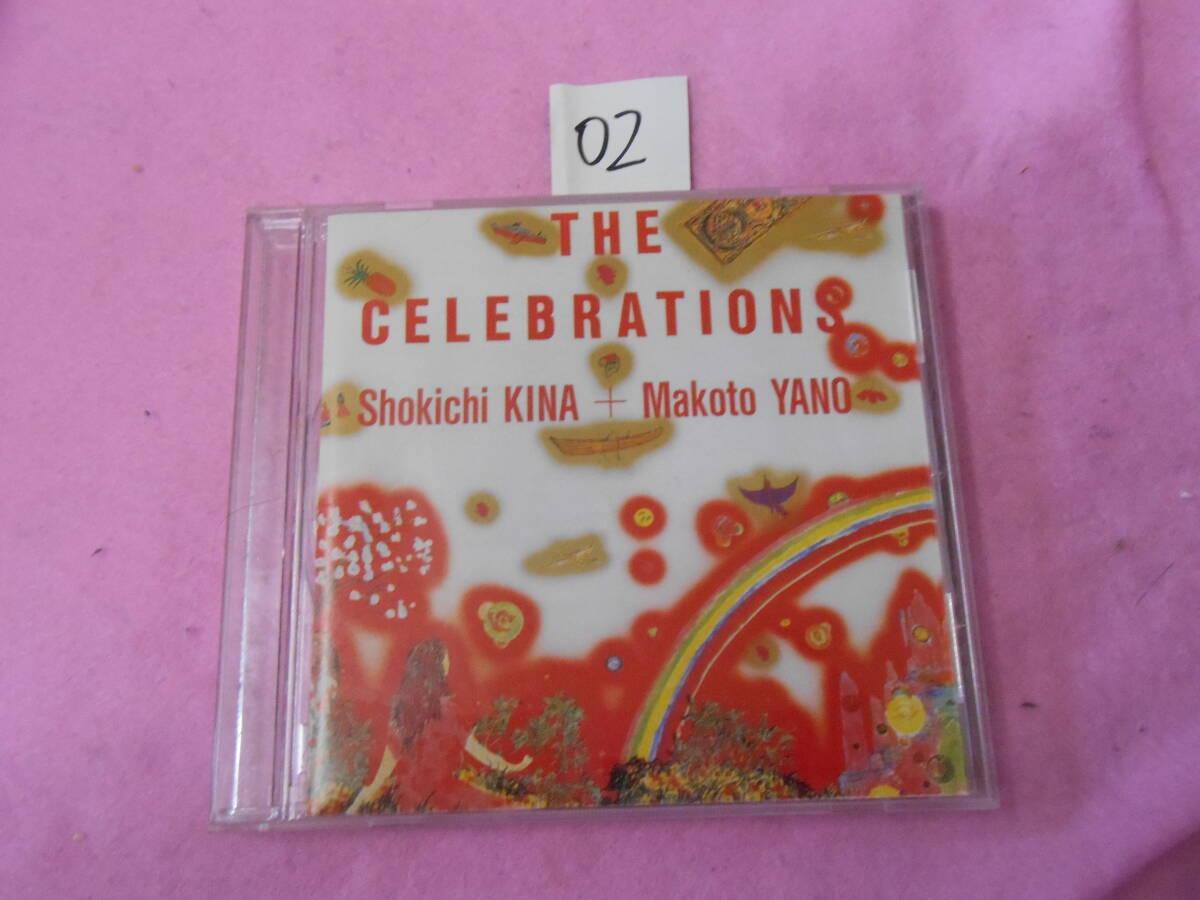 02
THE
CELEBRATIONS
Shokichi KINA + Makoto YANO